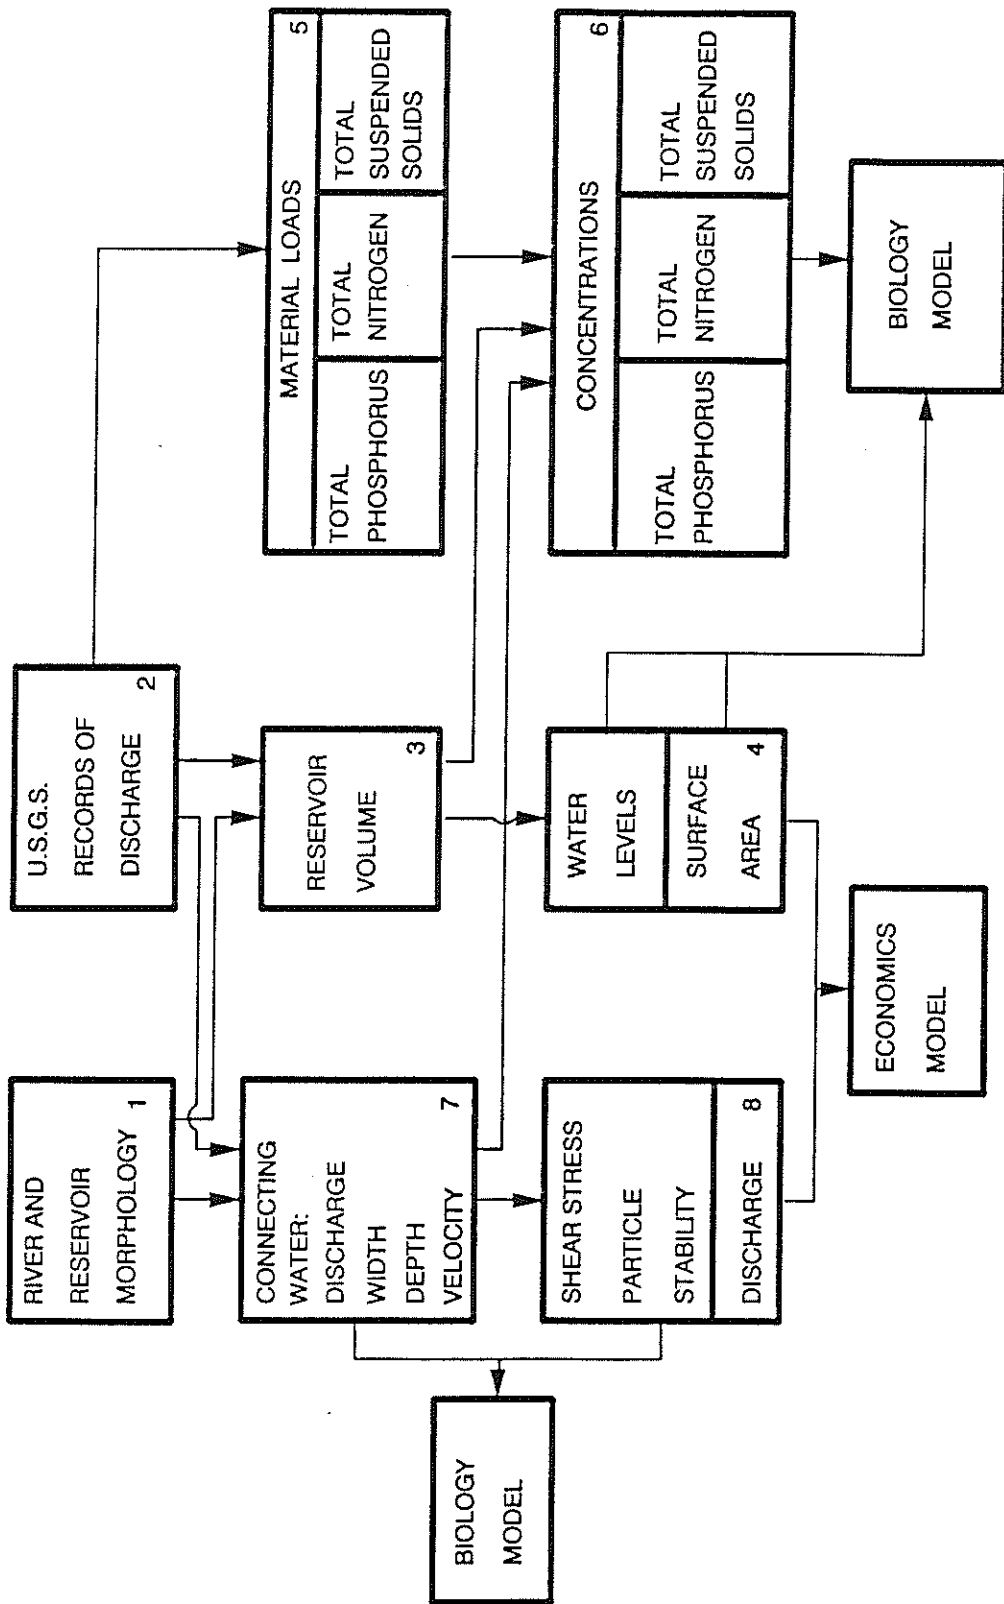 RIVER AND
RESERVOIR
MORPHOLOGY
1
U.S.G.S.
RECORDS OF
DISCHARGE
2
CONNECTING
WATER:
DISCHARGE
WIDTH
DEPTH
VELOCITY
7
RESERVOIR
VOLUME
3
MATERIAL LOADS
5
TOTAL
PHOSPHORUS
TOTAL
NITROGEN
TOTAL
SUSPENDED
SOLIDS
BIOLOGY
MODEL
SHEAR STRESS
PARTICLE
STABILITY
DISCHARGE
8
WATER
LEVELS
SURFACE
AREA
4
CONCENTRATIONS
6
TOTAL
PHOSPHORUS
TOTAL
NITROGEN
TOTAL
SUSPENDED
SOLIDS
ECONOMICS
MODEL
BIOLOGY
MODEL